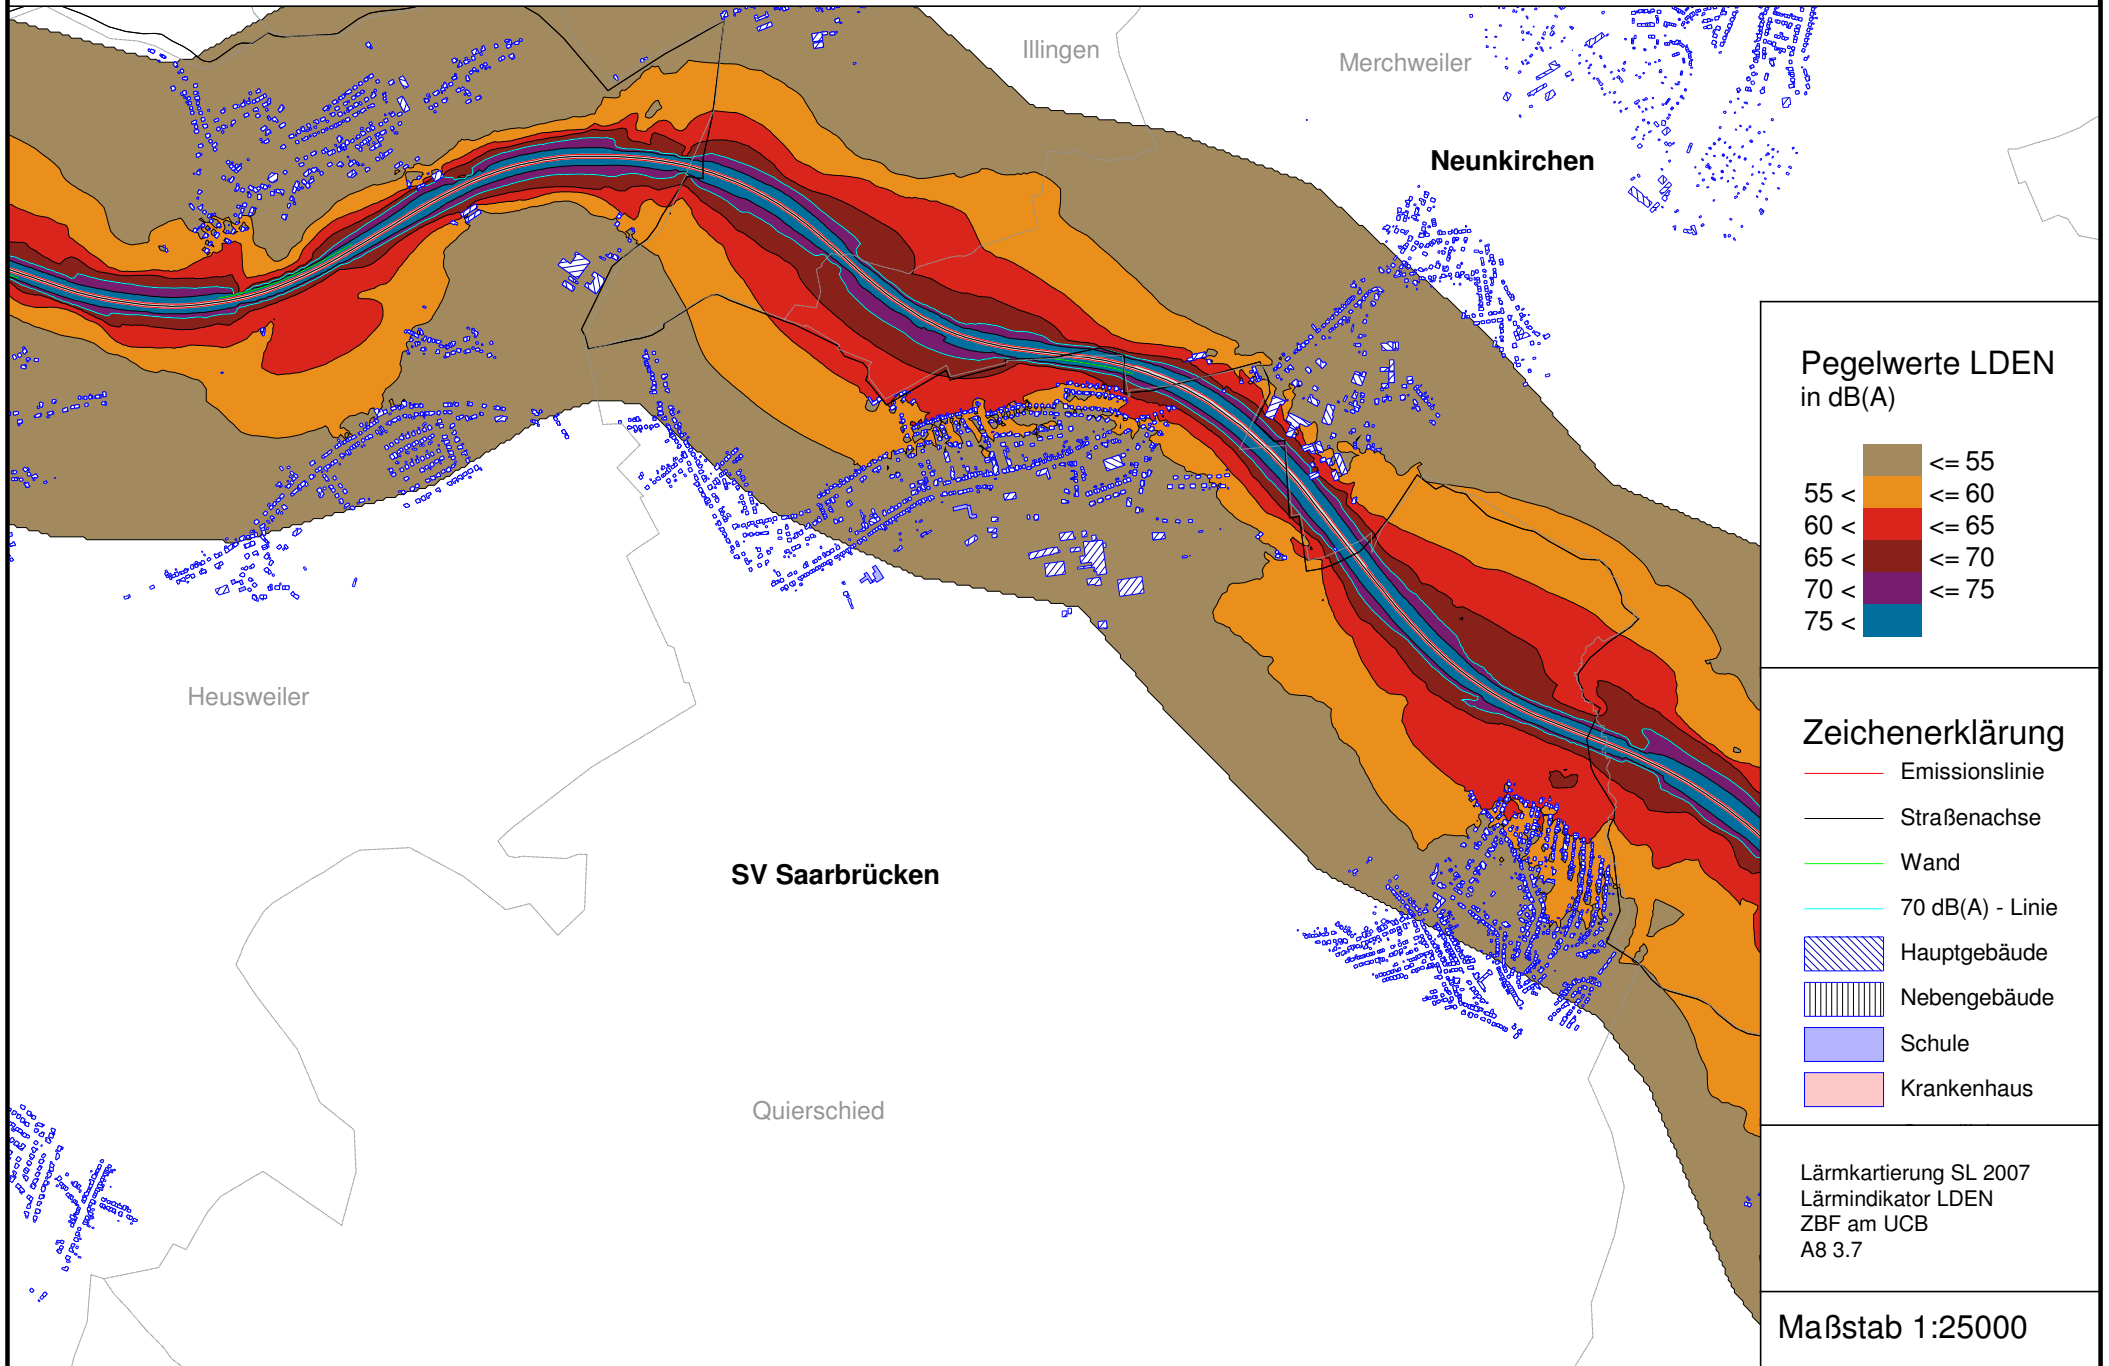 Illingen
Merchweiler
Neunkirchen
Heusweiler
SV Saarbrücken
Quierschied
Pegelwerte LDEN
in dB(A)
<= 55
55 < <= 60
60 < <= 65
65 < <= 70
70 < <= 75
75 <
Zeichenerklärung
Emissionslinie
Straßenachse
Wand
70 dB(A) - Linie
Hauptgebäude
Nebengebäude
Schule
Krankenhaus
Lärmkartierung SL 2007
Lärmindikator LDEN
ZBF am UCB
A8 3.7
Maßstab 1:25000